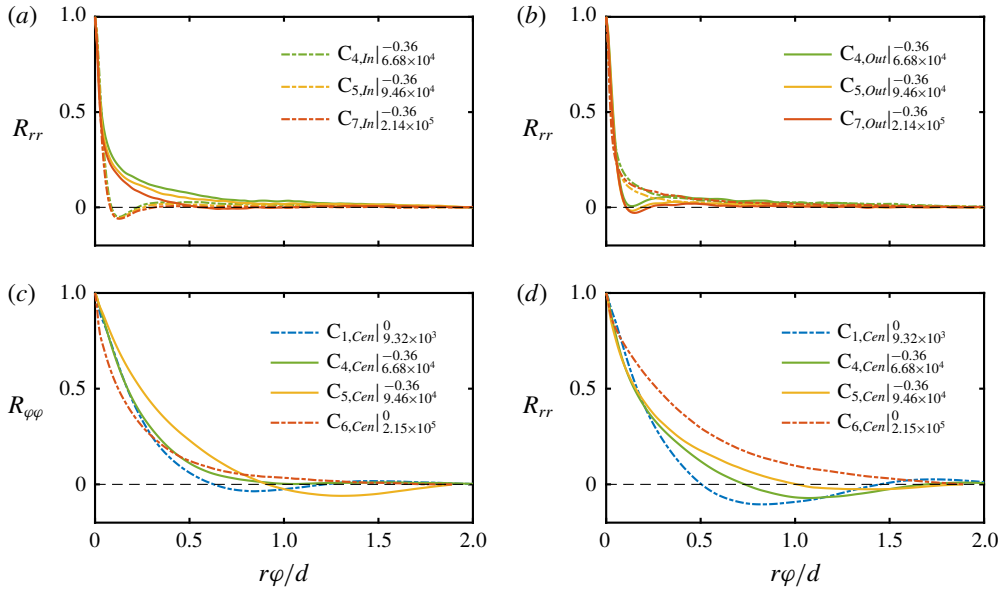 (a)
1.0
0.5
0
R_rr
C_{4,In}|^{-0.36}_{6.68×10^4}
C_{5,In}|^{-0.36}_{9.46×10^4}
C_{7,In}|^{-0.36}_{2.14×10^5}
(b)
1.0
0.5
0
R_rr
C_{4,Out}|^{-0.36}_{6.68×10^4}
C_{5,Out}|^{-0.36}_{9.46×10^4}
C_{7,Out}|^{-0.36}_{2.14×10^5}
(c)
1.0
0.5
0
R_φφ
C_{1,Cen}|^{0}_{9.32×10^3}
C_{4,Cen}|^{-0.36}_{6.68×10^4}
C_{5,Cen}|^{-0.36}_{9.46×10^4}
C_{6,Cen}|^{0}_{2.15×10^5}
0 0.5 1.0 1.5 2.0
rφ/d
(d)
1.0
0.5
0
R_rr
C_{1,Cen}|^{0}_{9.32×10^3}
C_{4,Cen}|^{-0.36}_{6.68×10^4}
C_{5,Cen}|^{-0.36}_{9.46×10^4}
C_{6,Cen}|^{0}_{2.15×10^5}
0 0.5 1.0 1.5 2.0
rφ/d